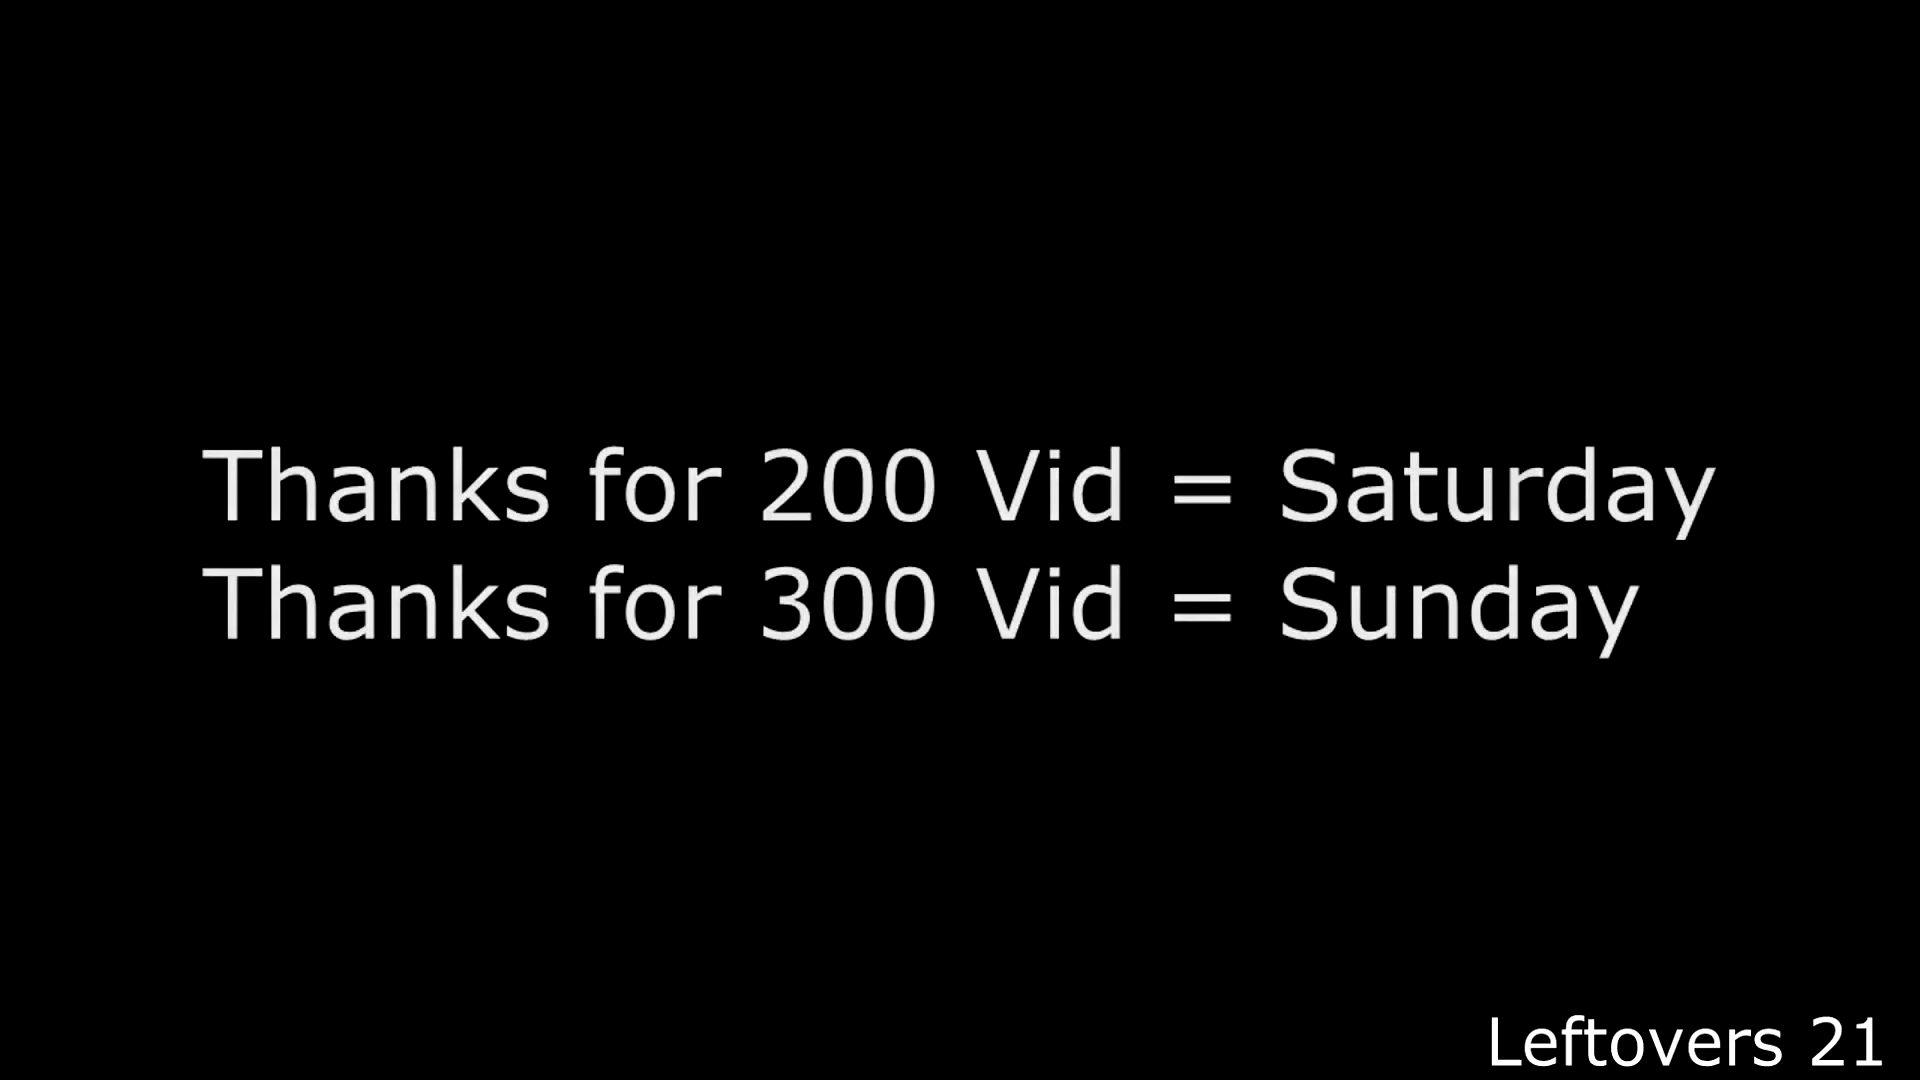 Thanks for 200 Vid = Saturday
Thanks for 300 Vid = Sunday
Leftovers 21